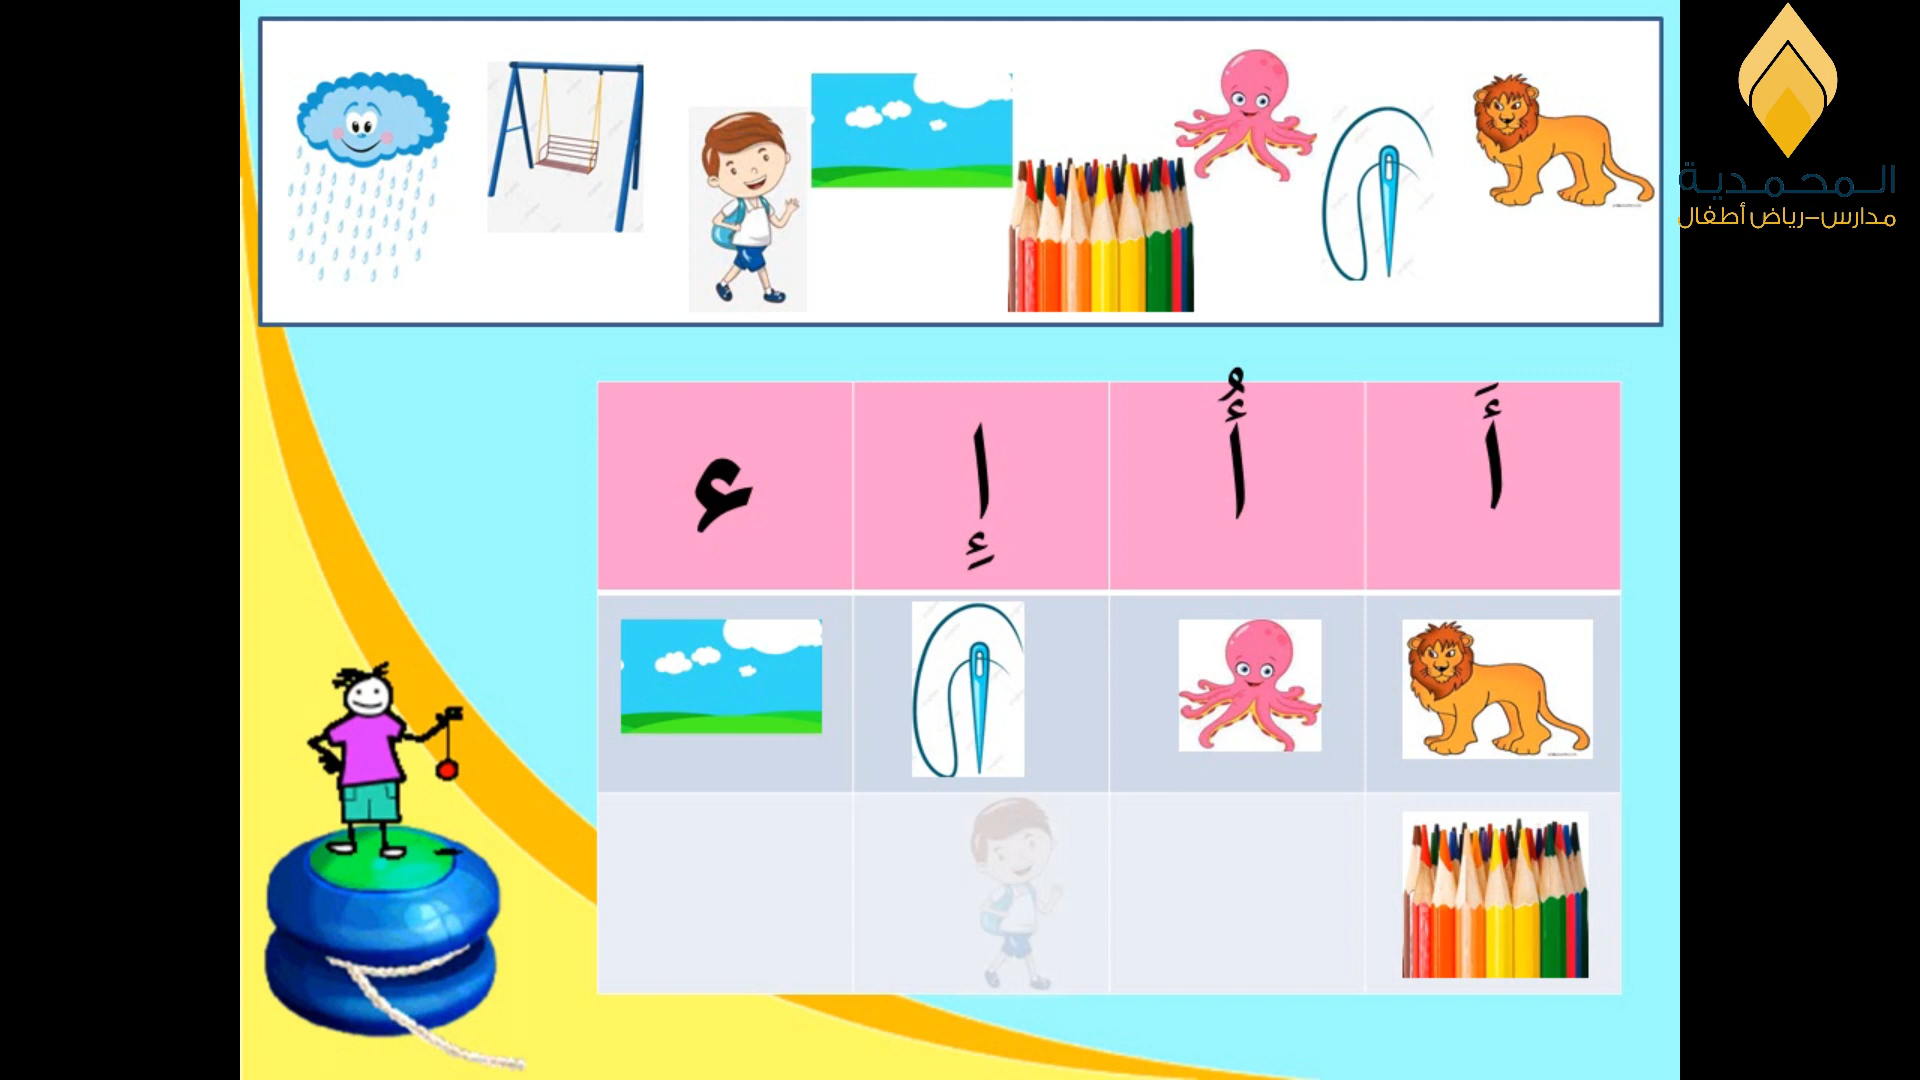 المحمدية
مدارس–رياض أطفال
أَ أُ إِ ء